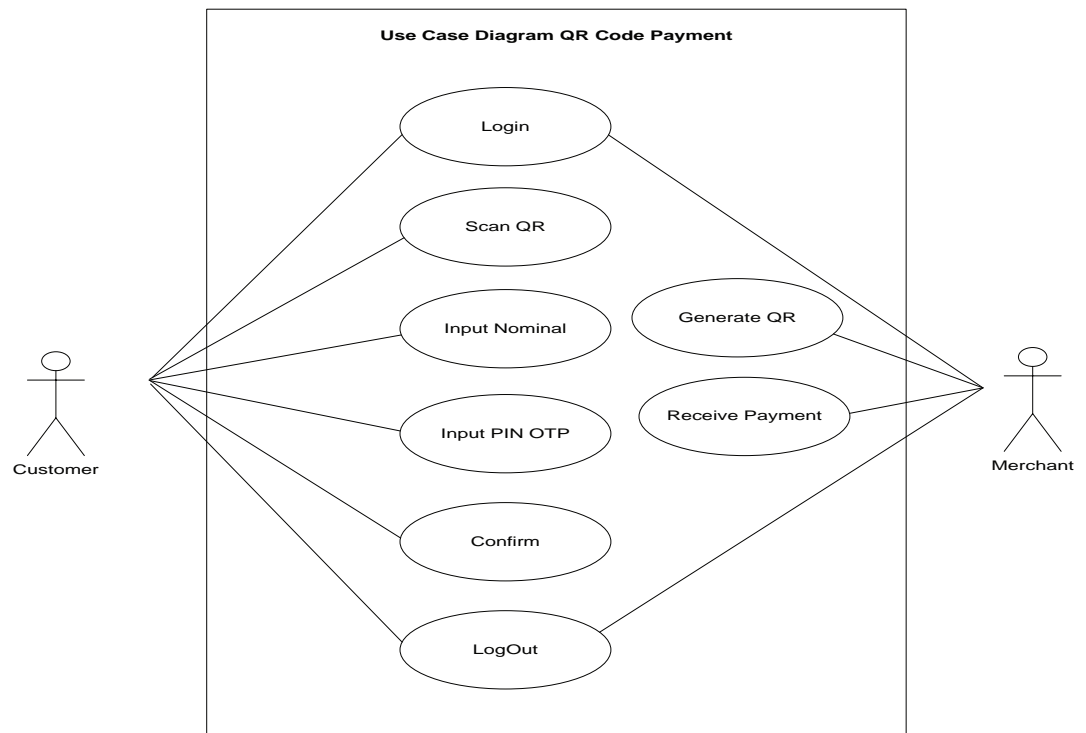 Use Case Diagram QR Code Payment
Login
Scan QR
Input Nominal
Generate QR
Receive Payment
Input PIN OTP
Customer
Merchant
Confirm
LogOut